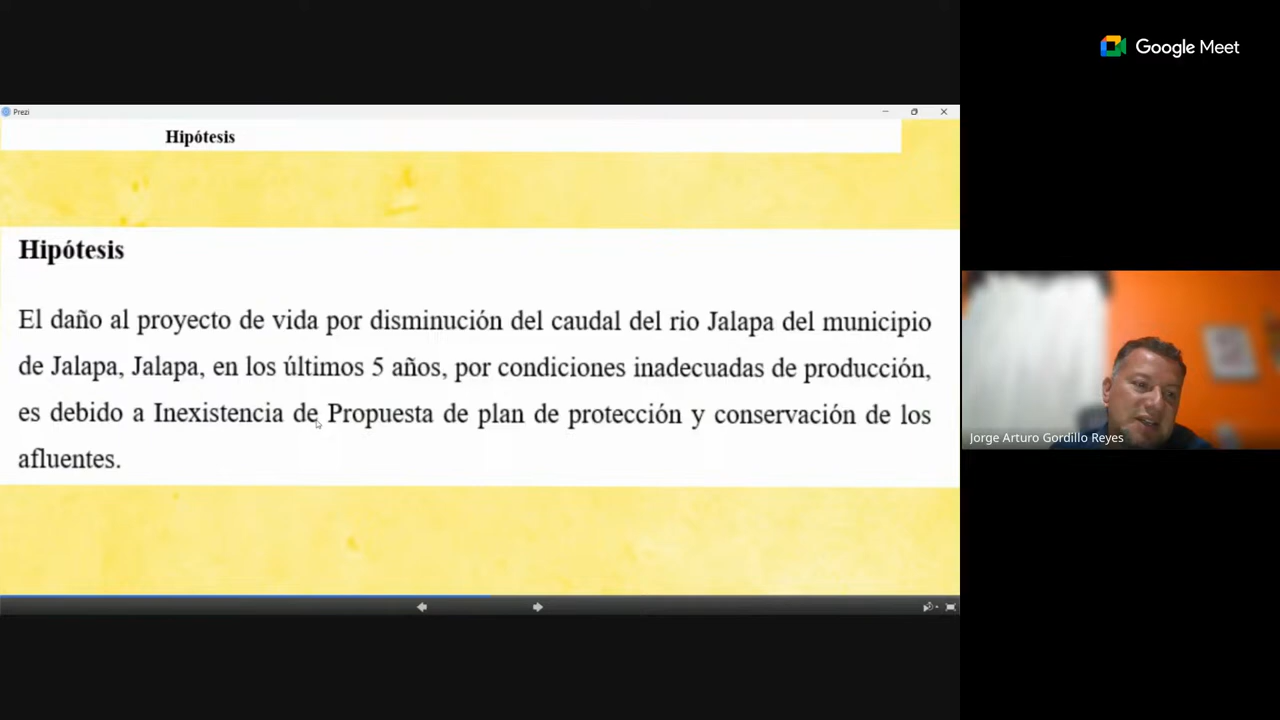 Google Meet
Prezi
Hipótesis
Hipótesis
El daño al proyecto de vida por disminución del caudal del rio Jalapa del municipio
de Jalapa, Jalapa, en los últimos 5 años, por condiciones inadecuadas de producción,
es debido a Inexistencia de Propuesta de plan de protección y conservación de los
afluentes.
Jorge Arturo Gordillo Reyes